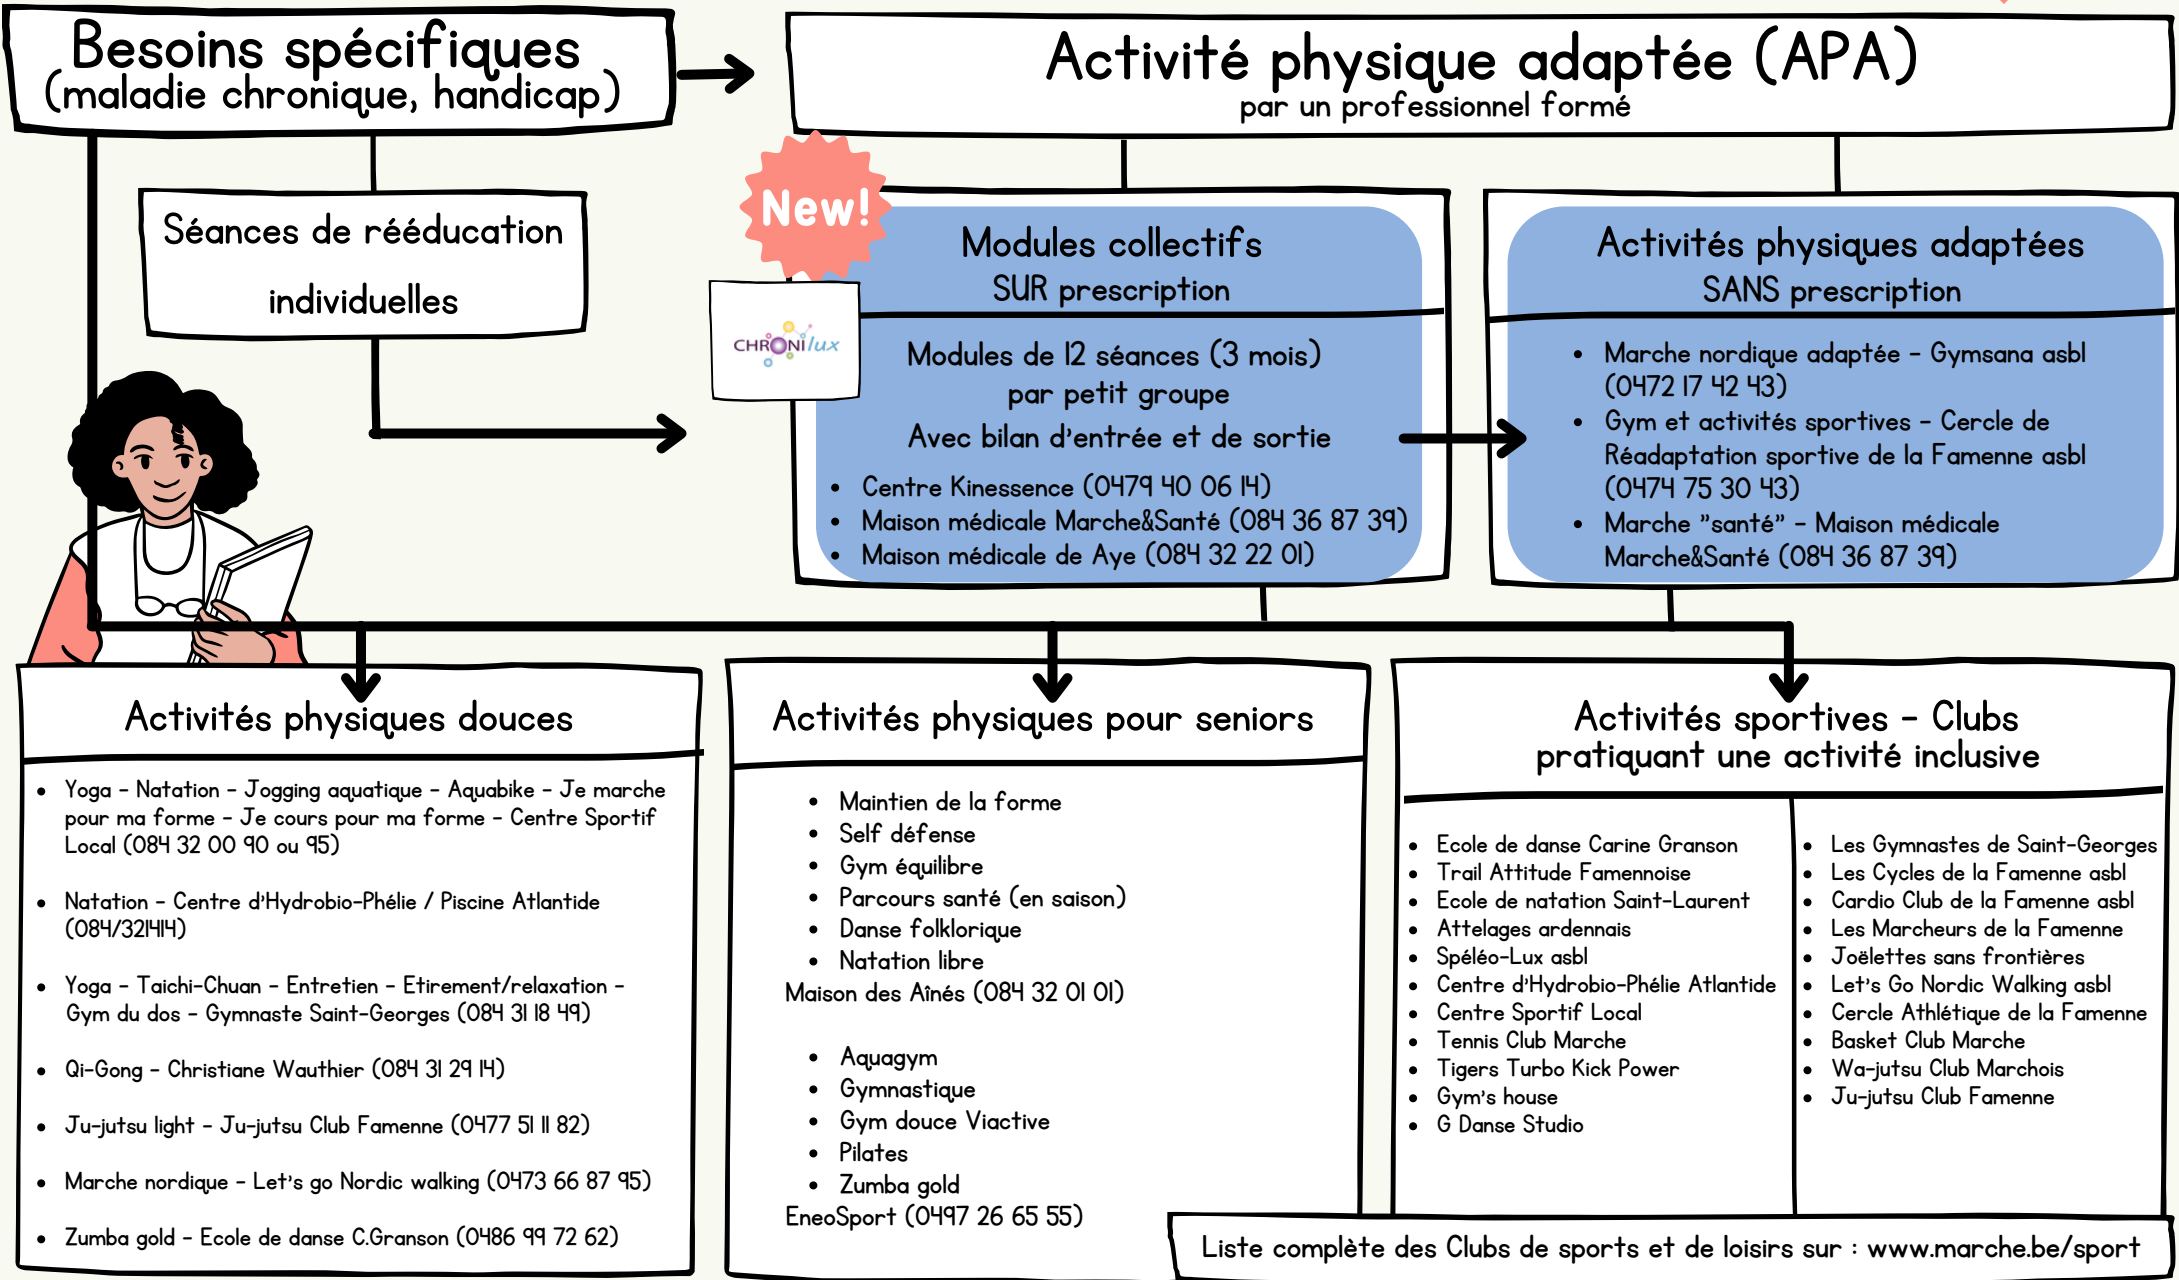 Besoins spécifiques
(maladie chronique, handicap)
Activité physique adaptée (APA)
par un professionnel formé
Séances de rééducation
individuelles
New!
CHRONIlux
Modules collectifs
SUR prescription
Modules de 12 séances (3 mois)
par petit groupe
Avec bilan d'entrée et de sortie
• Centre Kinessence (0479 40 06 14)
• Maison médicale Marche&Santé (084 36 87 39)
• Maison médicale de Aye (084 32 22 01)
Activités physiques adaptées
SANS prescription
• Marche nordique adaptée - Gymsana asbl
(0472 17 42 43)
• Gym et activités sportives - Cercle de
Réadaptation sportive de la Famenne asbl
(0474 75 30 43)
• Marche "santé" - Maison médicale
Marche&Santé (084 36 87 39)
Activités physiques douces
• Yoga - Natation - Jogging aquatique - Aquabike - Je marche
pour ma forme - Je cours pour ma forme - Centre Sportif
Local (084 32 00 90 ou 95)
• Natation - Centre d'Hydrobio-Phélie / Piscine Atlantide
(084/321414)
• Yoga - Taichi-Chuan - Entretien - Etirement/relaxation -
Gym du dos - Gymnaste Saint-Georges (084 31 18 49)
• Qi-Gong - Christiane Wauthier (084 31 29 14)
• Ju-jutsu light - Ju-jutsu Club Famenne (0477 51 11 82)
• Marche nordique - Let's go Nordic walking (0473 66 87 95)
• Zumba gold - Ecole de danse C.Granson (0486 99 72 62)
Activités physiques pour seniors
• Maintien de la forme
• Self défense
• Gym équilibre
• Parcours santé (en saison)
• Danse folklorique
• Natation libre
Maison des Aînés (084 32 01 01)
• Aquagym
• Gymnastique
• Gym douce Viactive
• Pilates
• Zumba gold
EneoSport (0497 26 65 55)
Activités sportives - Clubs
pratiquant une activité inclusive
• Ecole de danse Carine Granson
• Trail Attitude Famennoise
• Ecole de natation Saint-Laurent
• Attelages ardennais
• Spéléo-Lux asbl
• Centre d'Hydrobio-Phélie Atlantide
• Centre Sportif Local
• Tennis Club Marche
• Tigers Turbo Kick Power
• Gym's house
• G Danse Studio
• Les Gymnastes de Saint-Georges
• Les Cycles de la Famenne asbl
• Cardio Club de la Famenne asbl
• Les Marcheurs de la Famenne
• Joëlettes sans frontières
• Let's Go Nordic Walking asbl
• Cercle Athlétique de la Famenne
• Basket Club Marche
• Wa-jutsu Club Marchois
• Ju-jutsu Club Famenne
Liste complète des Clubs de sports et de loisirs sur : www.marche.be/sport